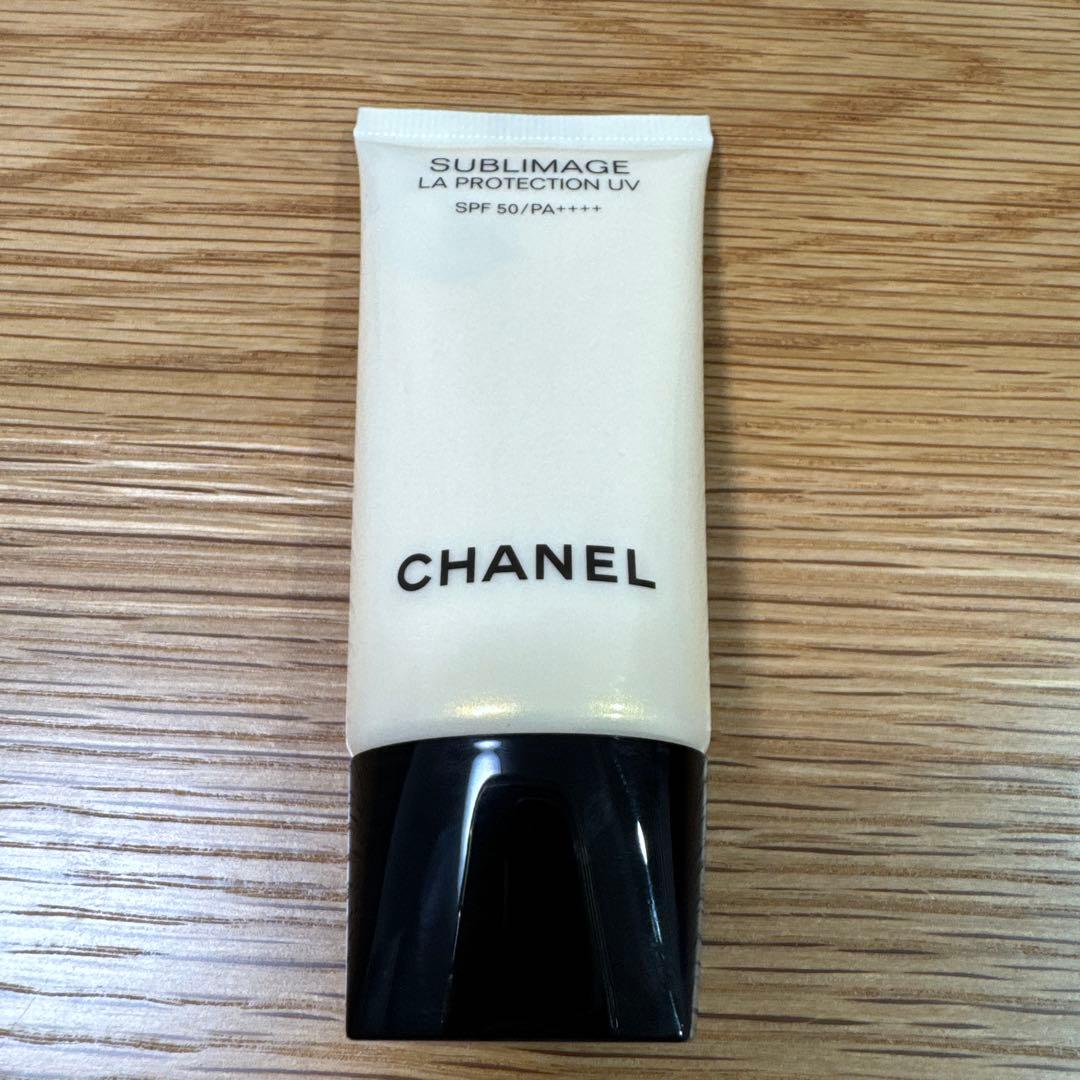 SUBLIMAGE
LA PROTECTION UV
SPF 50/PA++++
CHANEL